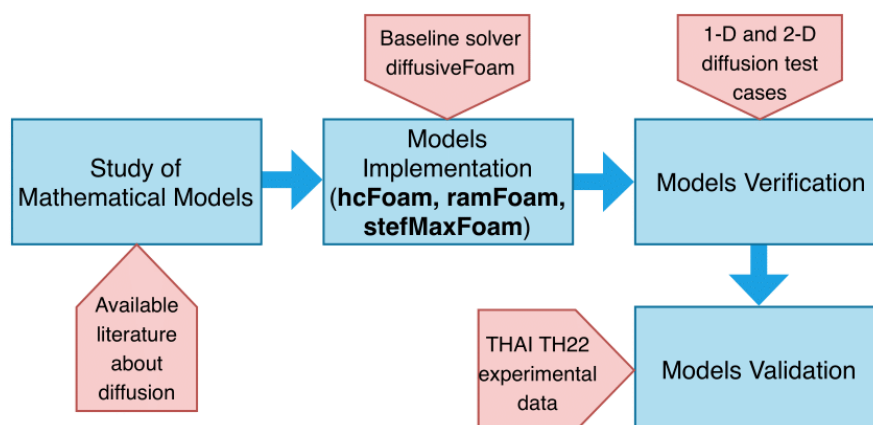 Baseline solver
diffusiveFoam
1-D and 2-D
diffusion test
cases
Study of
Mathematical Models
Models
Implementation
(hcFoam, ramFoam,
stefMaxFoam)
Models Verification
Available
literature
about
diffusion
THAI TH22
experimental
data
Models Validation